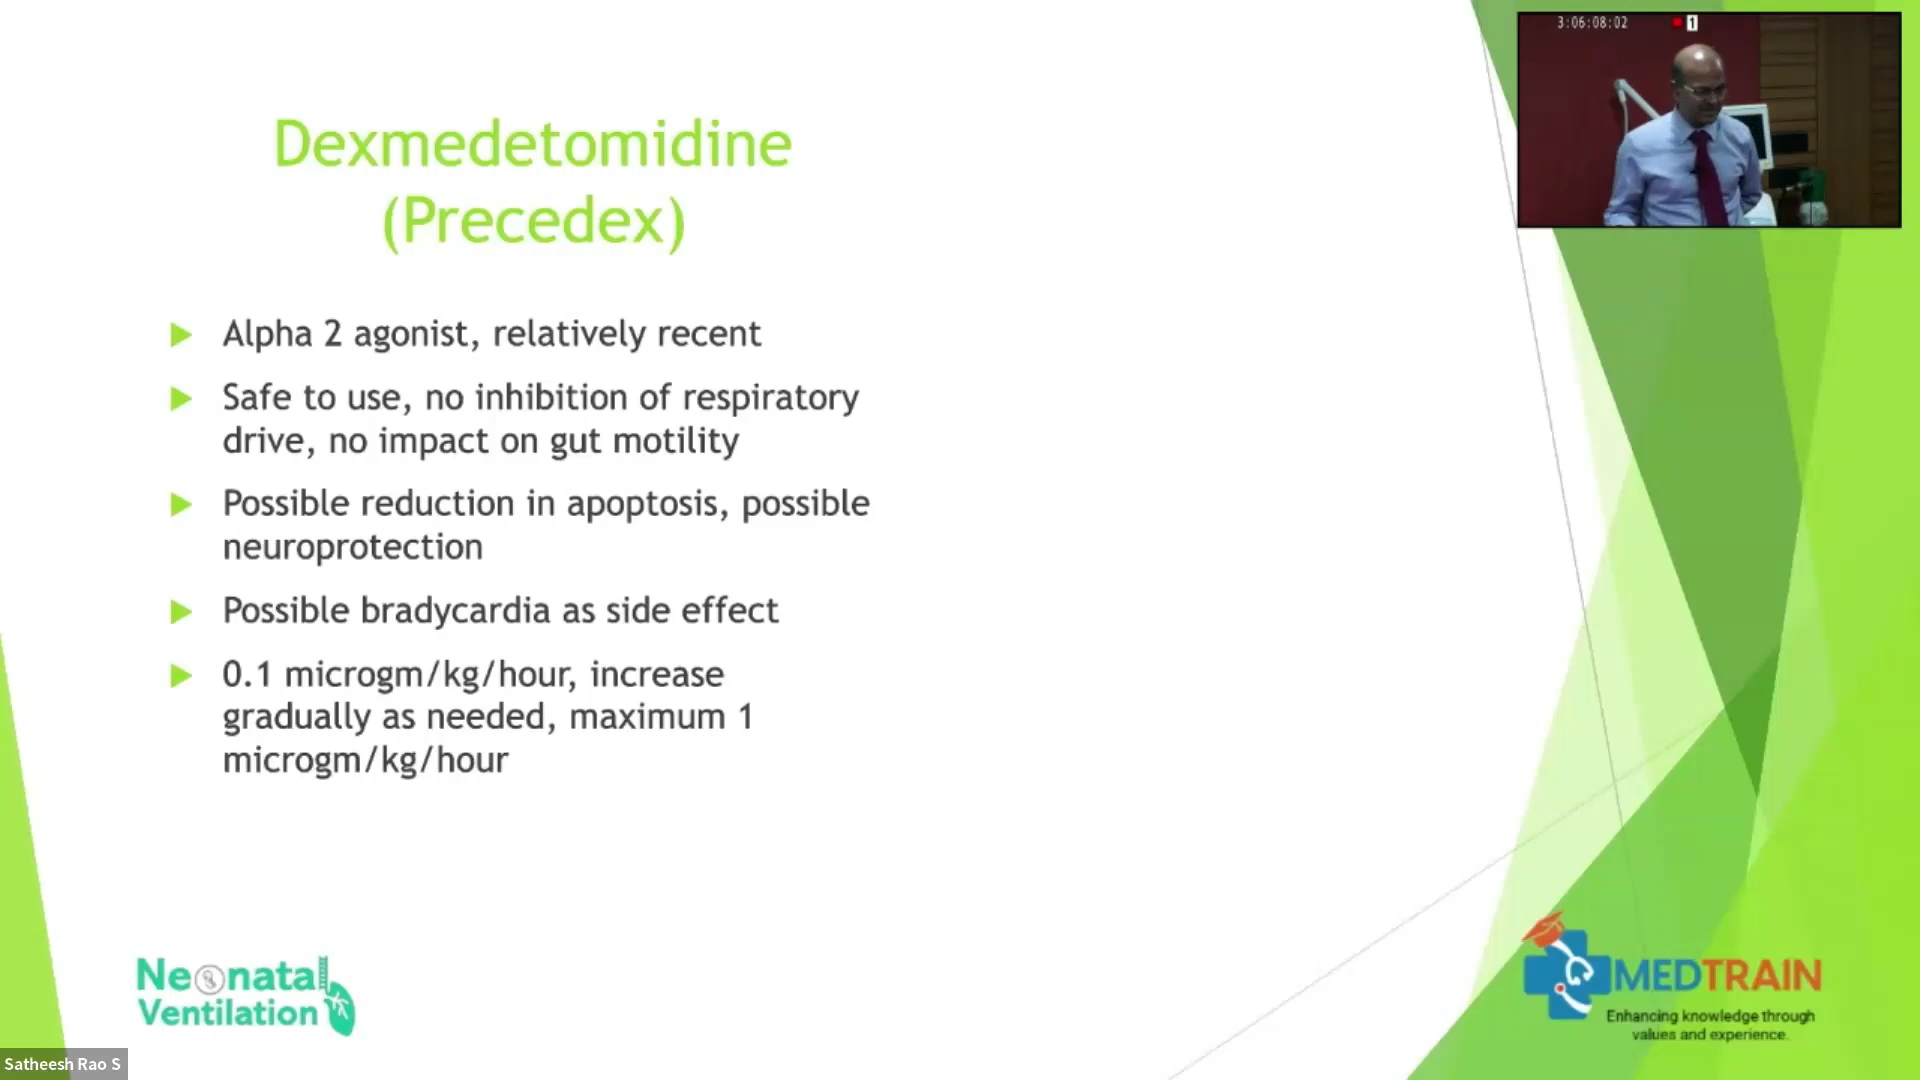 3:06:08:02 1
Dexmedetomidine
(Precedex)
Alpha 2 agonist, relatively recent
Safe to use, no inhibition of respiratory
drive, no impact on gut motility
Possible reduction in apoptosis, possible
neuroprotection
Possible bradycardia as side effect
0.1 microgm/kg/hour, increase
gradually as needed, maximum 1
microgm/kg/hour
Neonatal
Ventilation
MEDTRAIN
Enhancing knowledge through
values and experience.
Satheesh Rao S